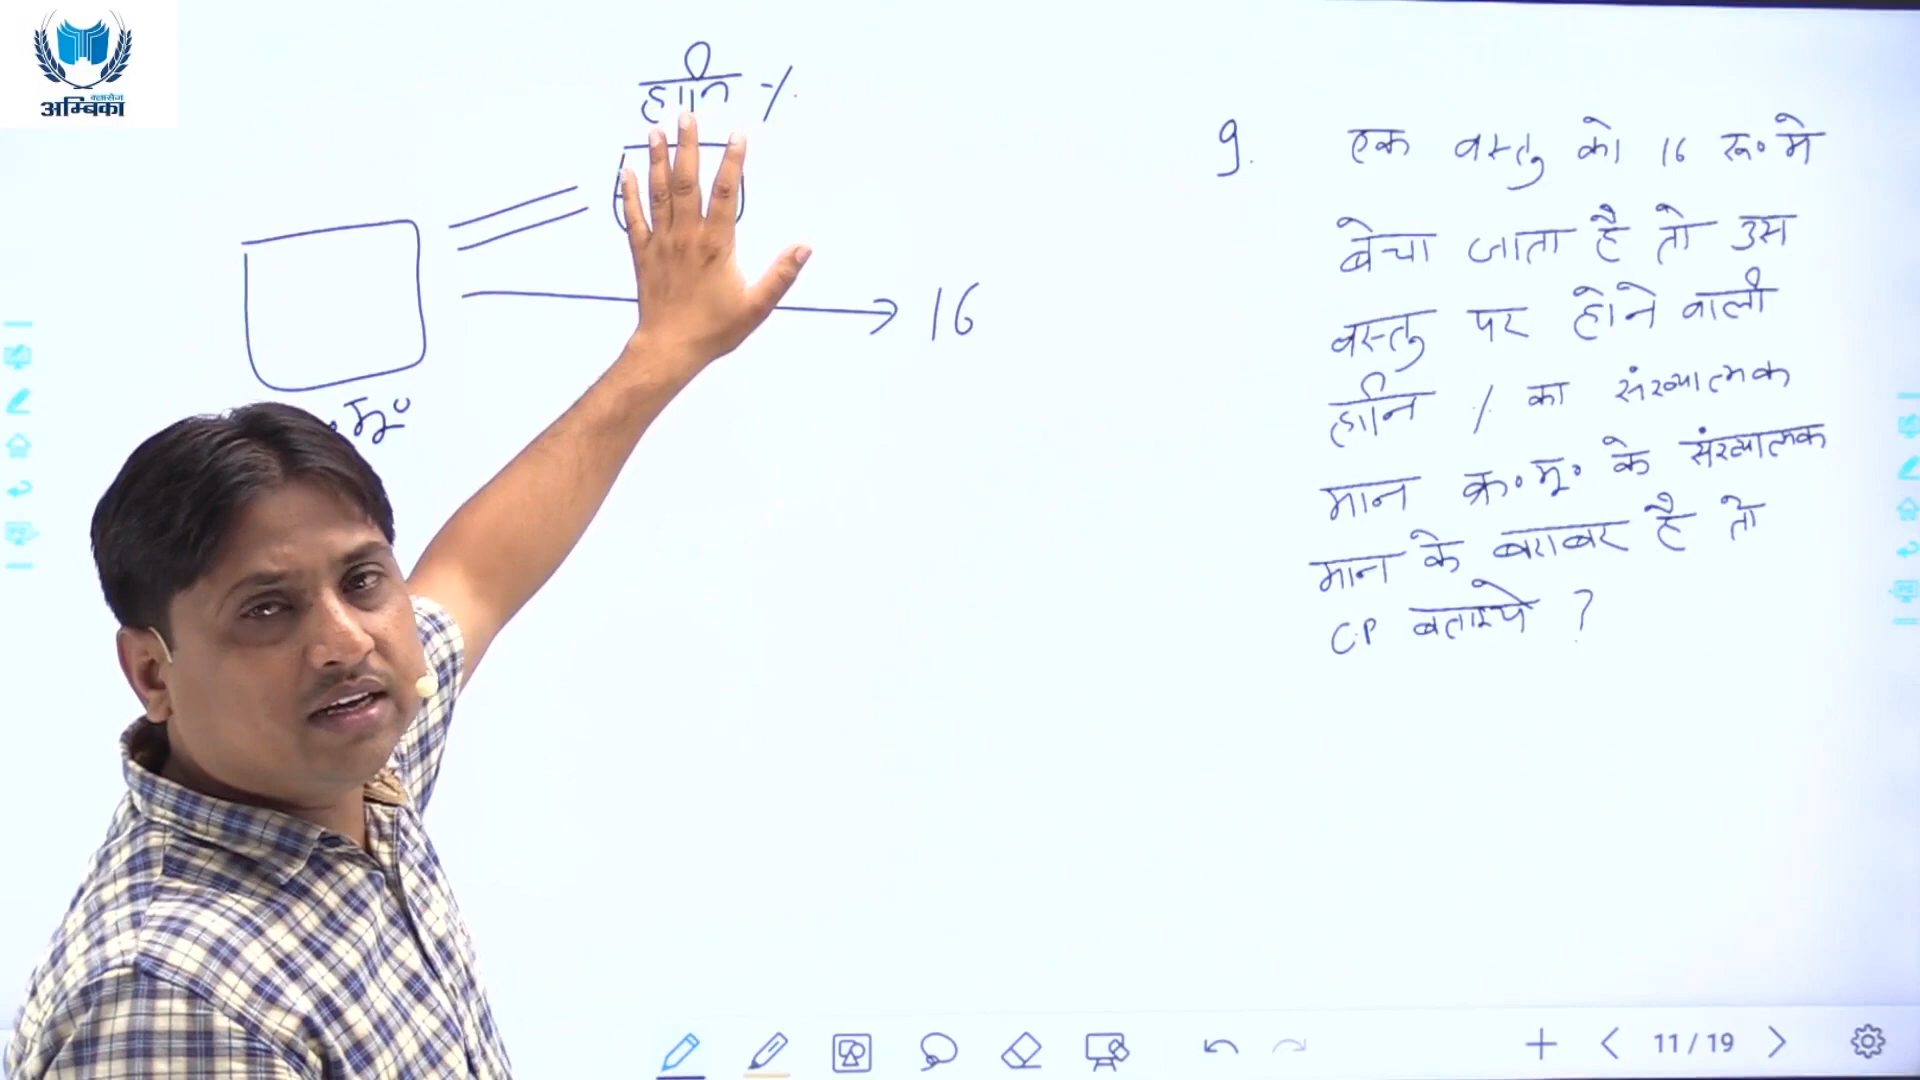 क्लासेज
अम्बिका
हानि %
16
मू०
9. एक वस्तु को 16 रू० मे
बेचा जाता है तो उस
वस्तु पर होने वाली
हानि % का संख्यात्मक
मान क्र०मू० के संख्यात्मक
मान के बराबर है तो
CP बताइये ?
11/19